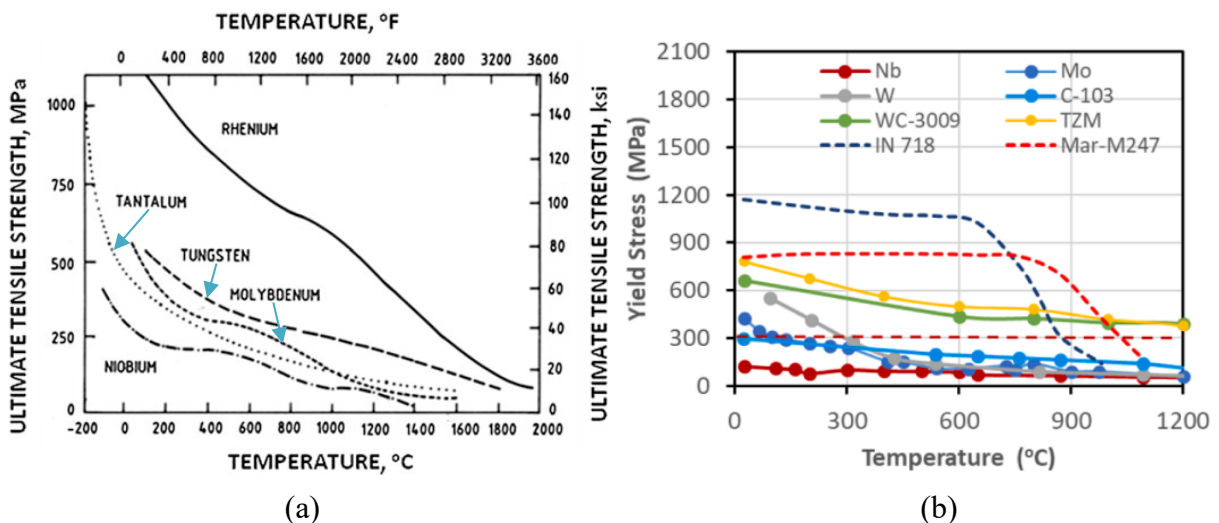 TEMPERATURE, ºF
0 400 800 1200 1800 2000 2400 2800 3200 3600
ULTIMATE TENSILE STRENGTH, MPa
1000
750
500
250
0
160
140
120
100
80
60
40
20
0
ULTIMATE TENSILE STRENGTH, ksi
RHENIUM
TANTALUM
TUNGSTEN
MOLYBDENUM
NIOBIUM
-200 0 200 400 600 800 1000 1200 1400 1600 1800 2000
TEMPERATURE, ºC
(a)
Yield Stress (MPa)
2100
1800
1500
1200
900
600
300
0
Nb Mo
W C-103
WC-3009 TZM
IN 718 Mar-M247
0 300 600 900 1200
Temperature (ºC)
(b)